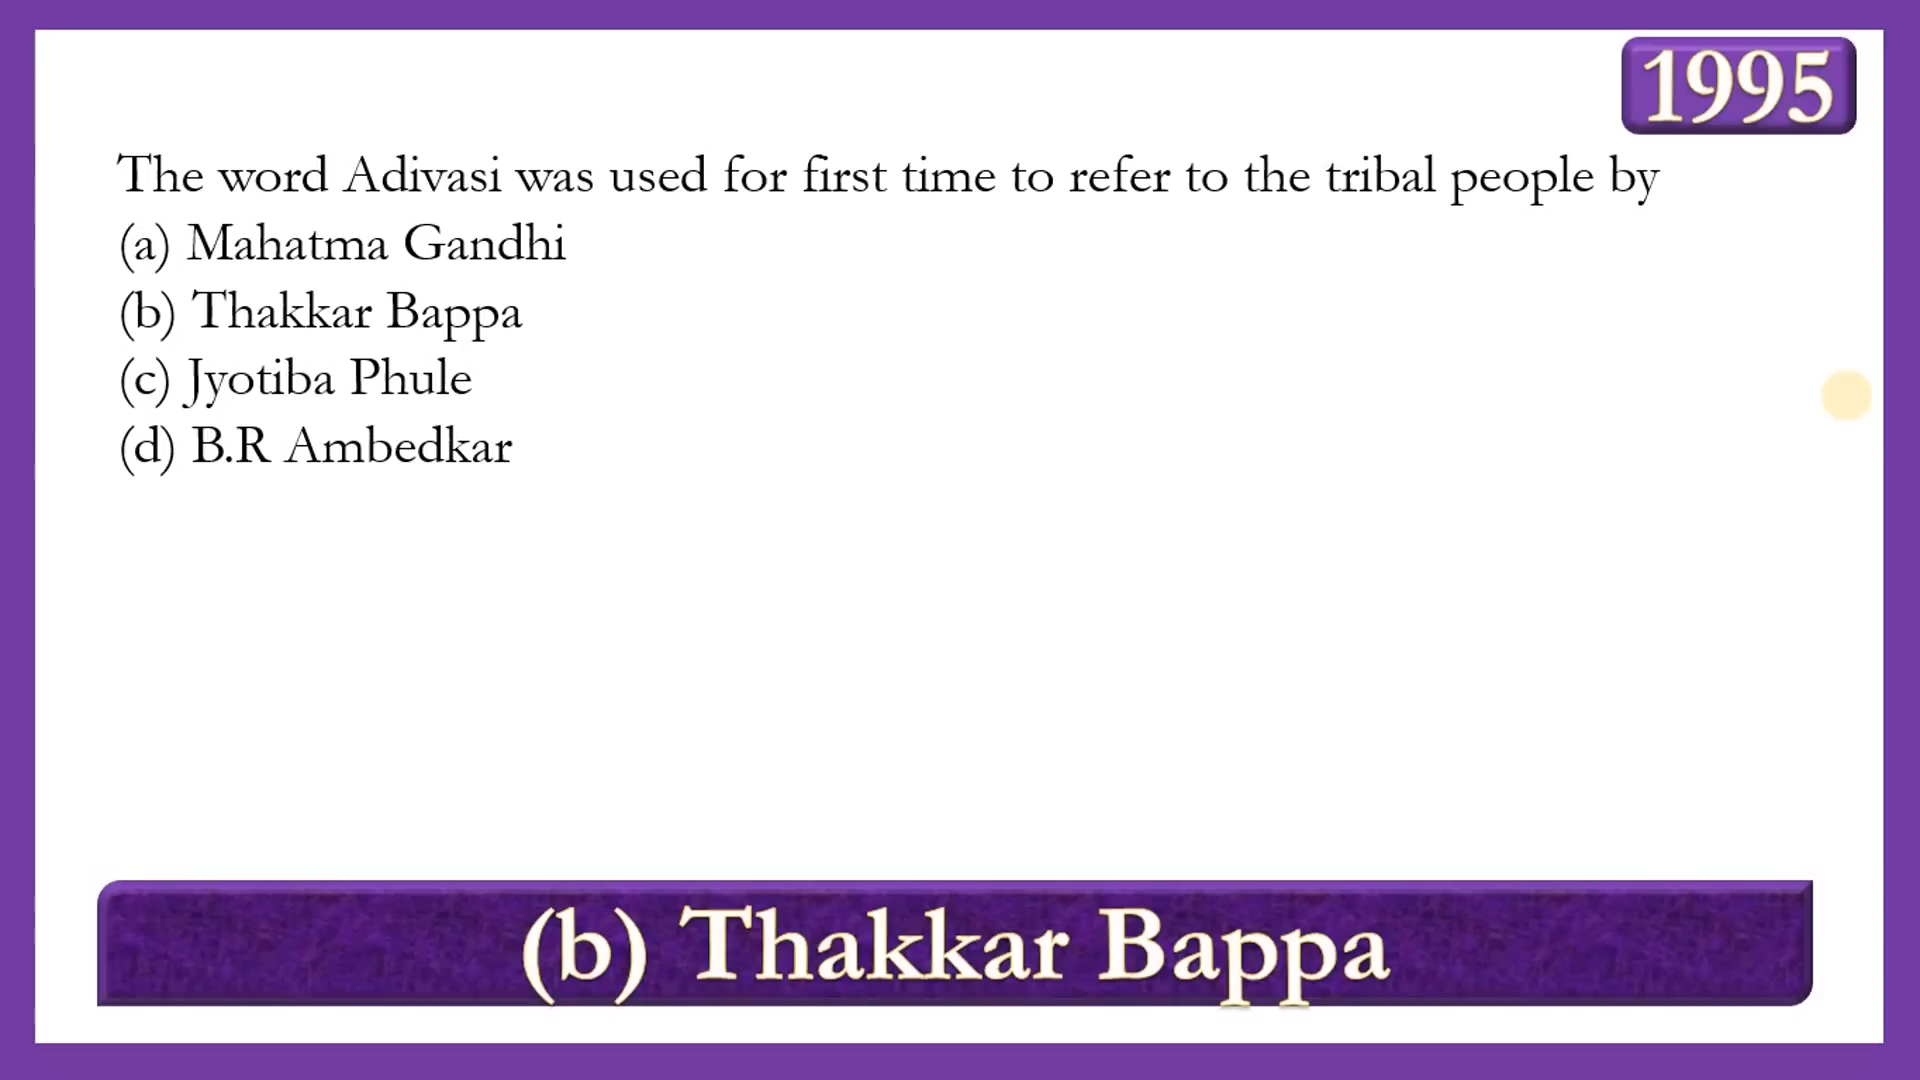 1995
The word Adivasi was used for first time to refer to the tribal people by
(a) Mahatma Gandhi
(b) Thakkar Bappa
(c) Jyotiba Phule
(d) B.R Ambedkar
(b) Thakkar Bappa